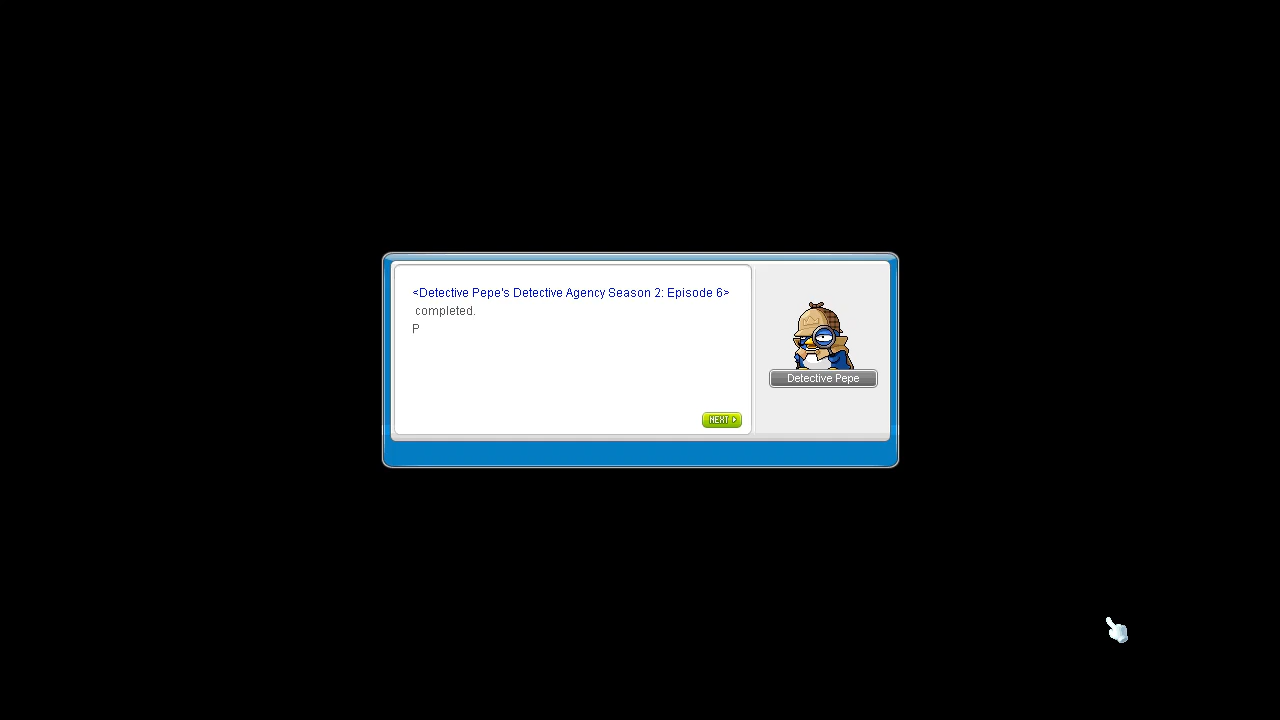 <Detective Pepe's Detective Agency Season 2: Episode 6>
completed.
P
NEXT
Detective Pepe